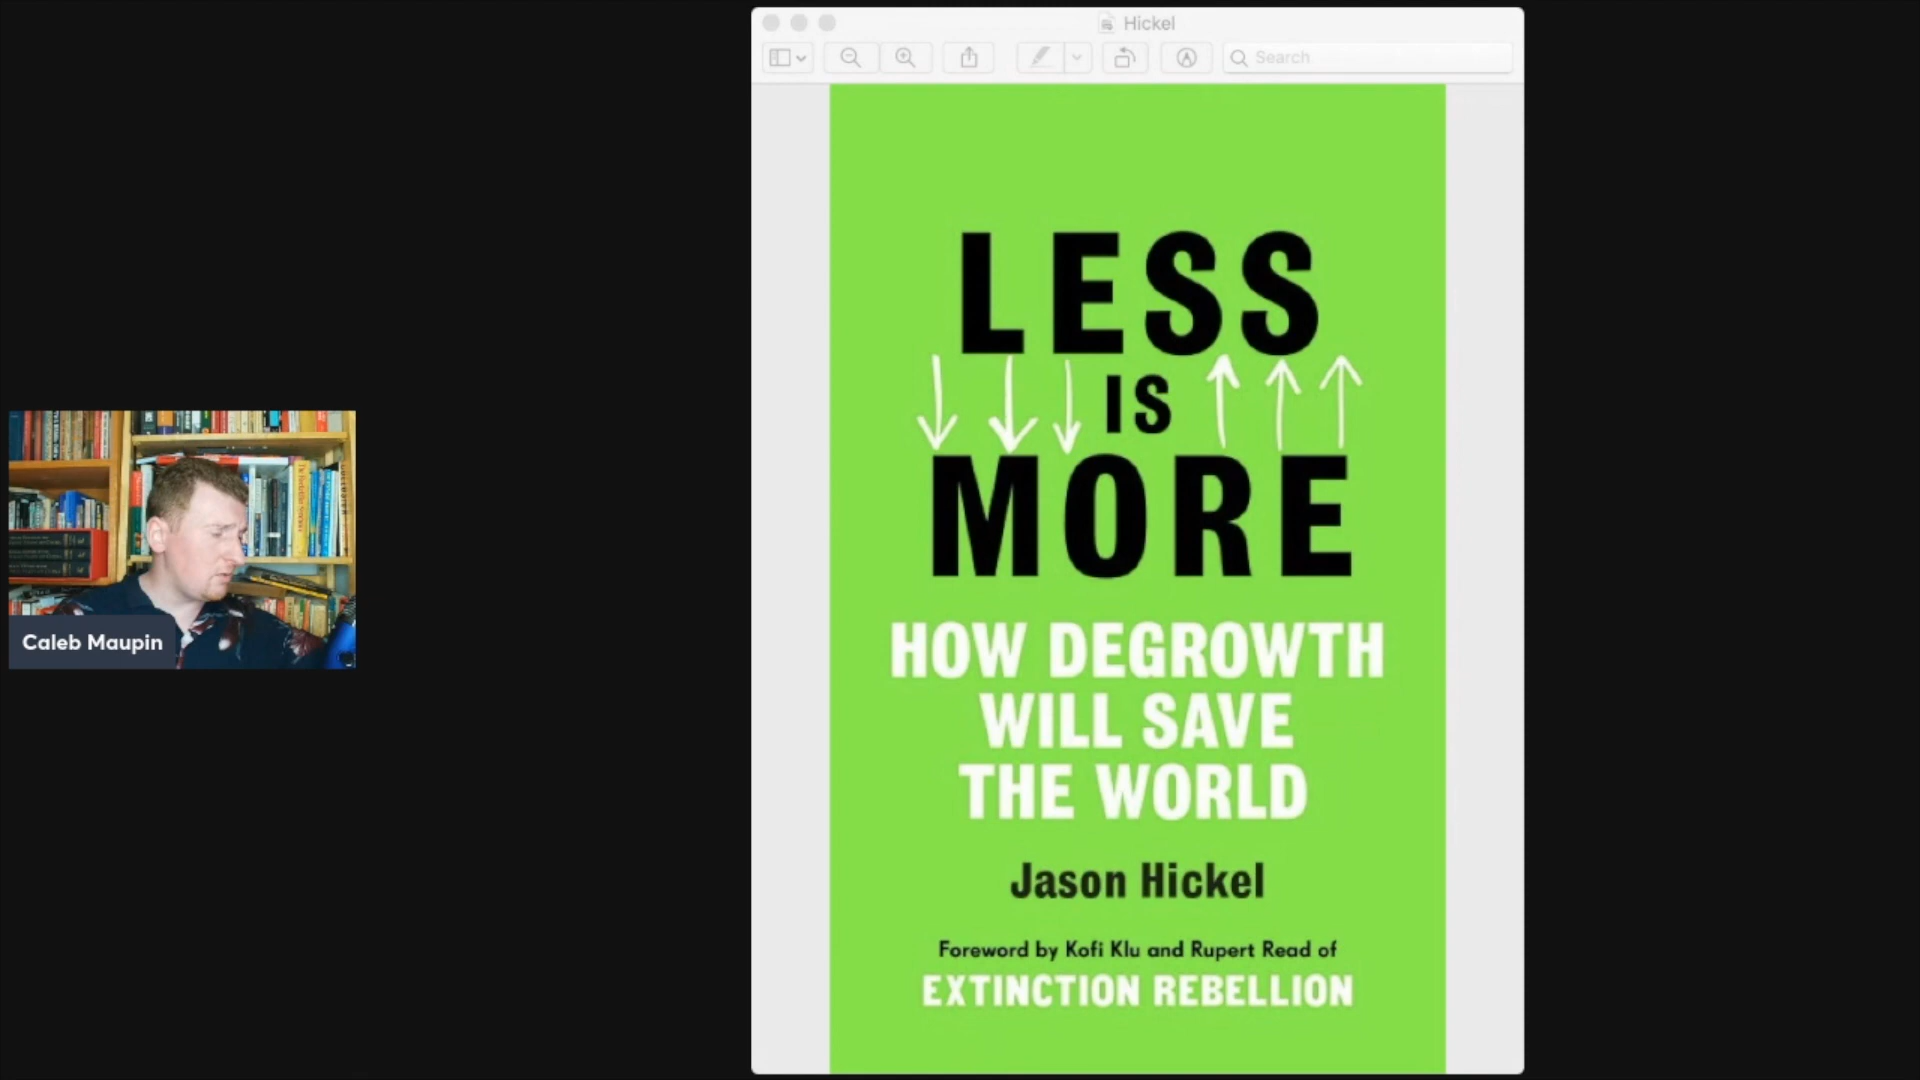 Hickel
Search
LESS
IS
MORE
HOW DEGROWTH
WILL SAVE
THE WORLD
Jason Hickel
Foreword by Kofi Klu and Rupert Read of
EXTINCTION REBELLION
Caleb Maupin